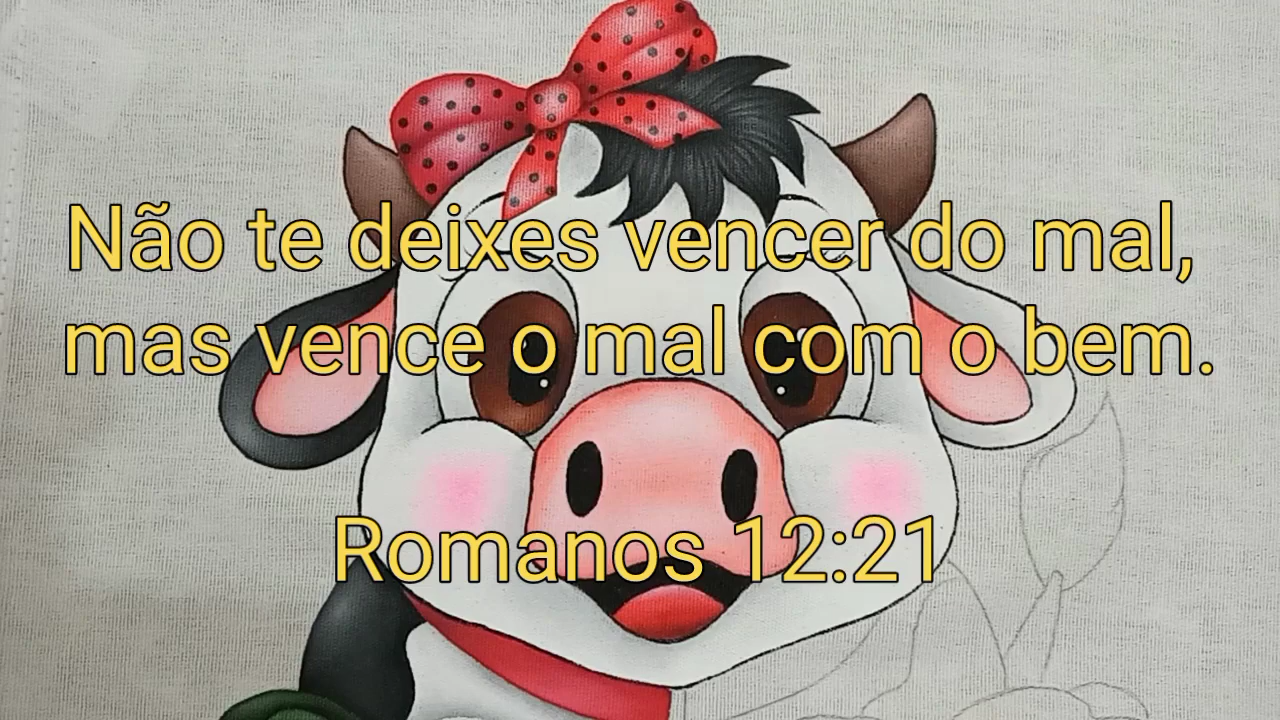 Não te deixes vencer do mal,
mas vence o mal com o bem.
Romanos 12:21